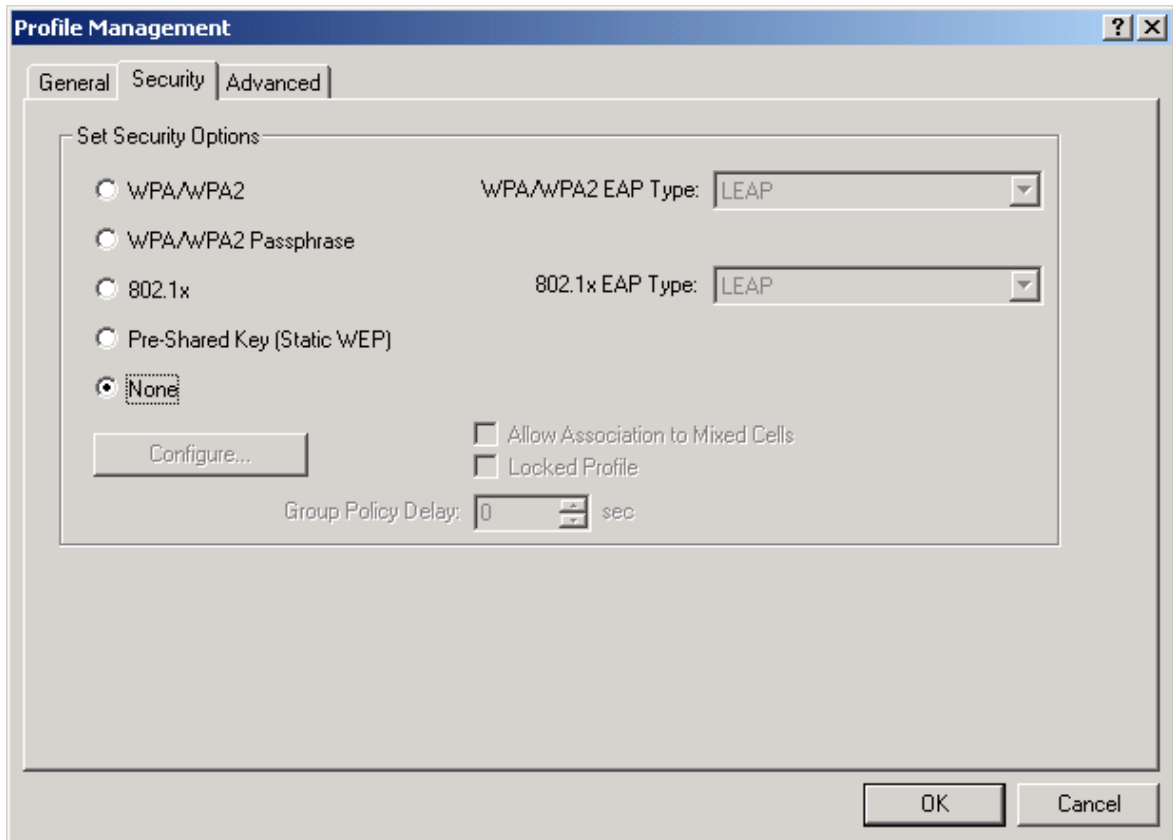 Profile Management
General Security Advanced
Set Security Options
WPA/WPA2 WPA/WPA2 EAP Type: LEAP
WPA/WPA2 Passphrase
802.1x 802.1x EAP Type: LEAP
Pre-Shared Key (Static WEP)
None
Configure... Allow Association to Mixed Cells
Locked Profile
Group Policy Delay: 0 sec
OK Cancel